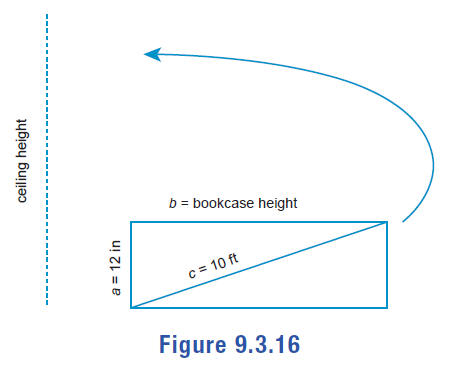 ceiling height
b = bookcase height
a = 12 in
c = 10 ft
Figure 9.3.16